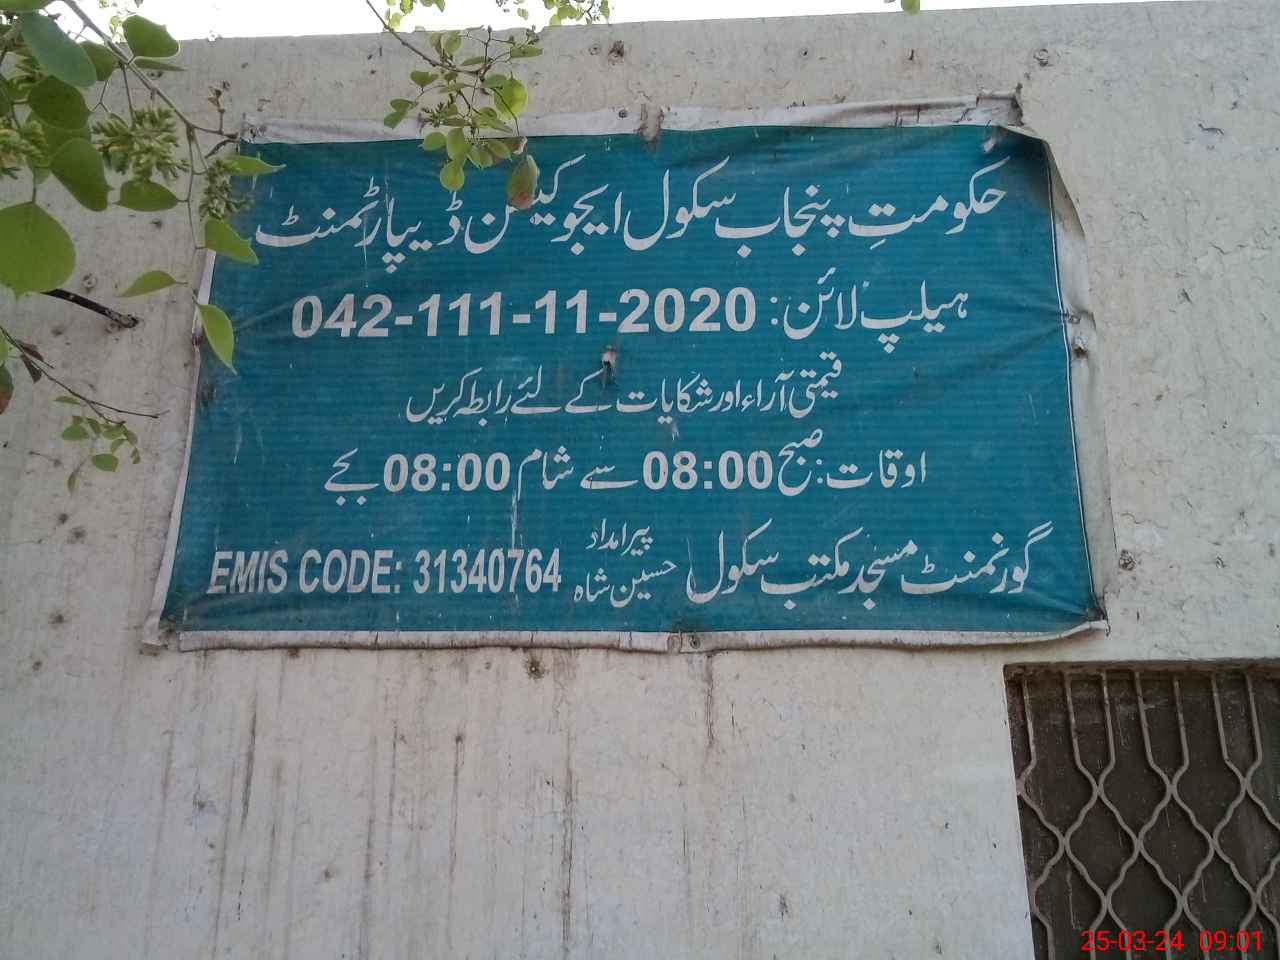 حکومتِ پنجاب سکول ایجوکیشن ڈیپارٹمنٹ
ہیلپ لائن: 042-111-11-2020
قیمتی آراء اور شکایات کے لئے رابطہ کریں
اوقات: صبح 08:00 سے شام 08:00 بجے
گورنمنٹ مسجد مکتب سکول پیر امداد حسین شاہ EMIS CODE: 31340764
25-03-24 09:01